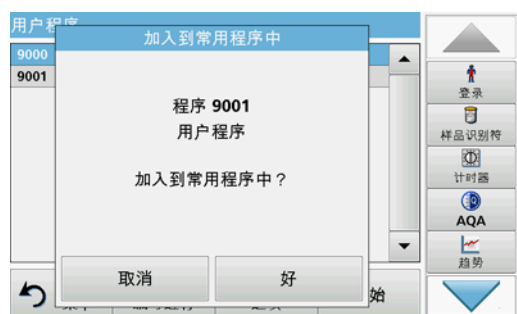 用户程序
加入到常用程序中
9000
9001
程序 9001
用户程序
加入到常用程序中？
取消
好
始
登录
样品识别符
计时器
AQA
趋势